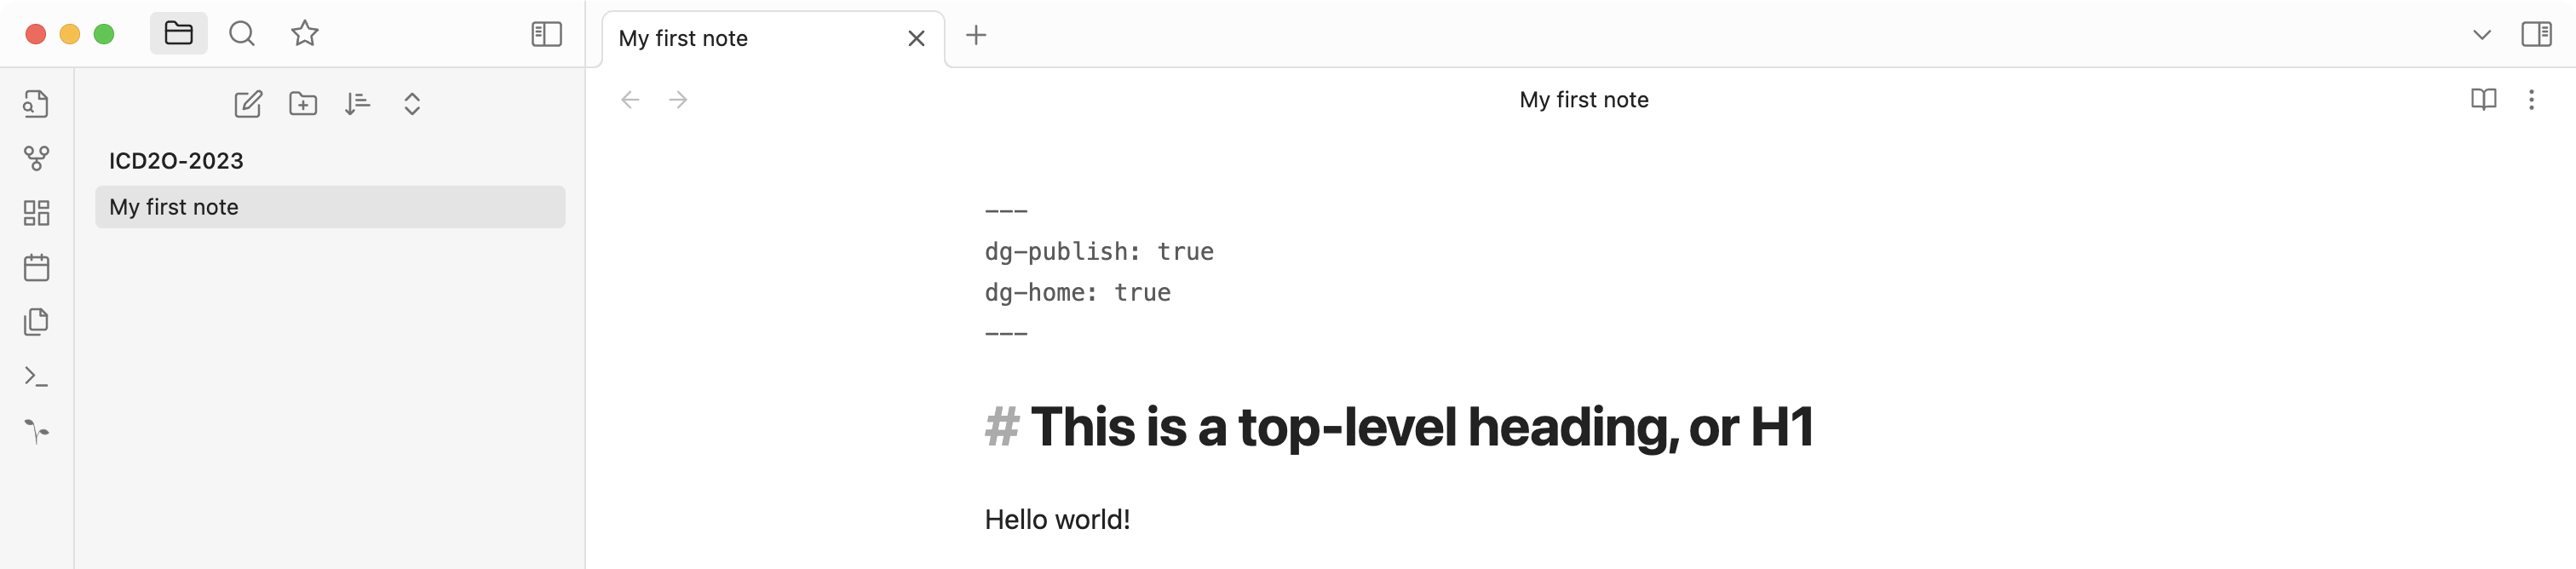 My first note
ICD2O-2023
My first note
My first note
---
dg-publish: true
dg-home: true
---
# This is a top-level heading, or H1
Hello world!